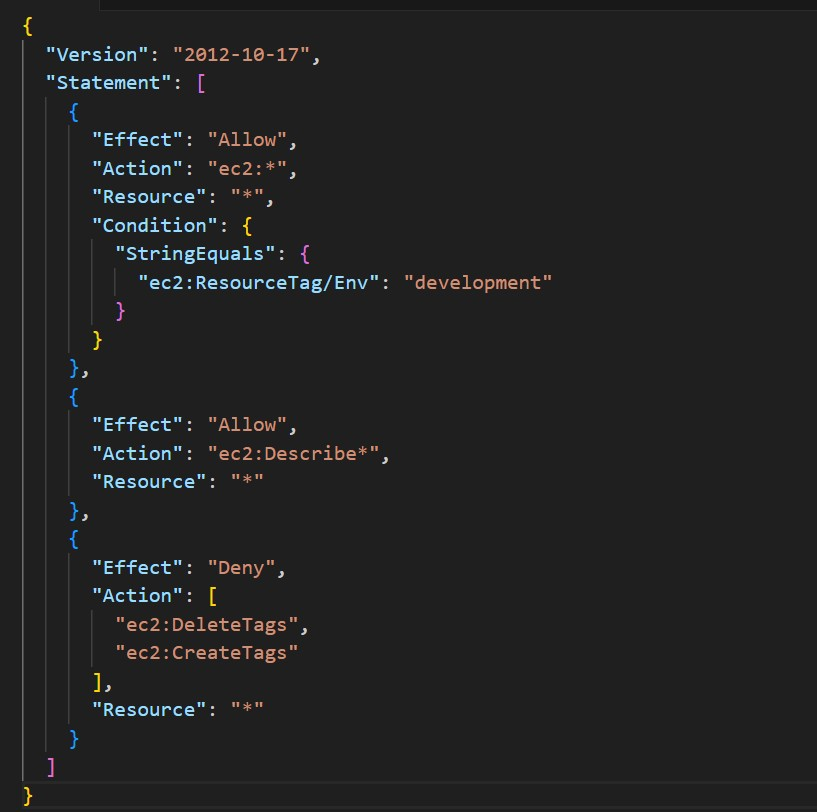 {
  "Version": "2012-10-17",
  "Statement": [
    {
      "Effect": "Allow",
      "Action": "ec2:*",
      "Resource": "*",
      "Condition": {
        "StringEquals": {
          "ec2:ResourceTag/Env": "development"
        }
      }
    },
    {
      "Effect": "Allow",
      "Action": "ec2:Describe*",
      "Resource": "*"
    },
    {
      "Effect": "Deny",
      "Action": [
        "ec2:DeleteTags",
        "ec2:CreateTags"
      ],
      "Resource": "*"
    }
  ]
}